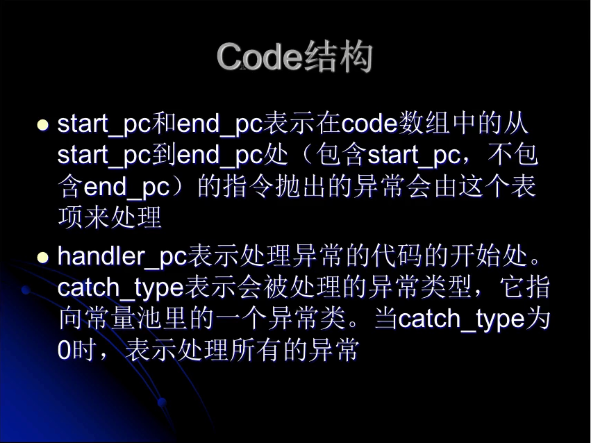 Code结构
start_pc和end_pc表示在code数组中的从
start_pc到end_pc处（包含start_pc，不包
含end_pc）的指令抛出的异常会由这个表
项来处理
handler_pc表示处理异常的代码的开始处。
catch_type表示会被处理的异常类型，它指
向常量池里的一个异常类。当catch_type为
0时，表示处理所有的异常